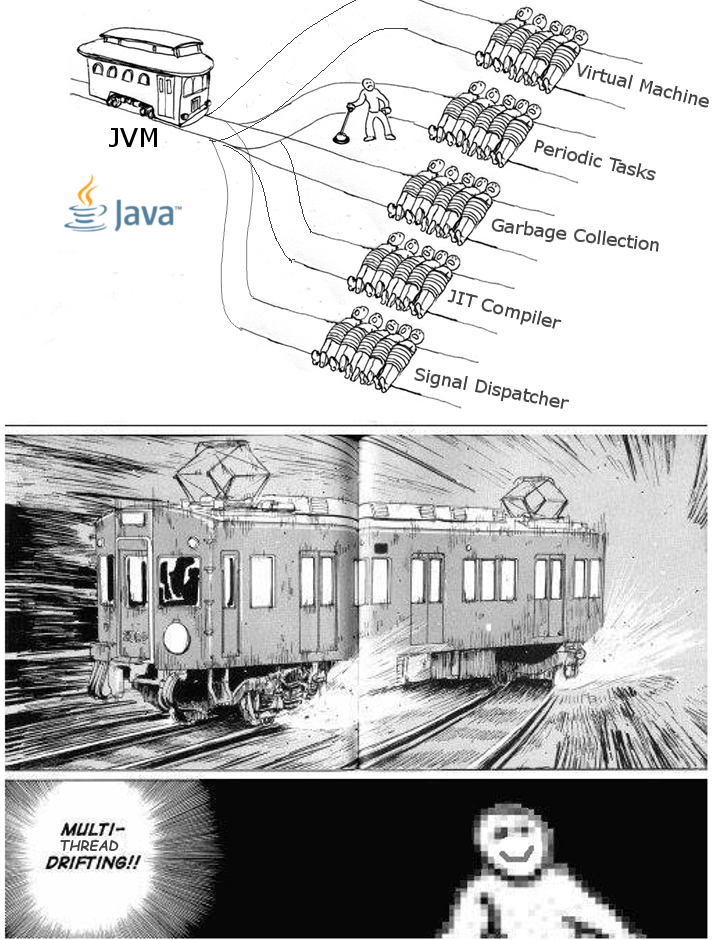 Virtual Machine
JVM
Periodic Tasks
Java™
Garbage Collection
JIT Compiler
Signal Dispatcher
MULTI-
THREAD
DRIFTING!!